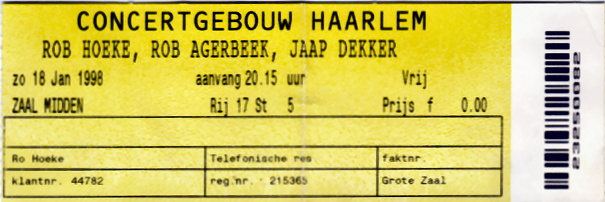 CONCERTGEBOUW HAARLEM
ROB HOEKE, ROB AGERBEEK, JAAP DEKKER
zo 18 Jan 1998 aanvang 20.15 uur Vrij
ZAAL MIDDEN Rij 17 St 5 Prijs f 0.00
Ro Hoeke Telefonische res faktnr.
klantnr. 44782 reg.nr. 215365 Grote Zaal
23250082